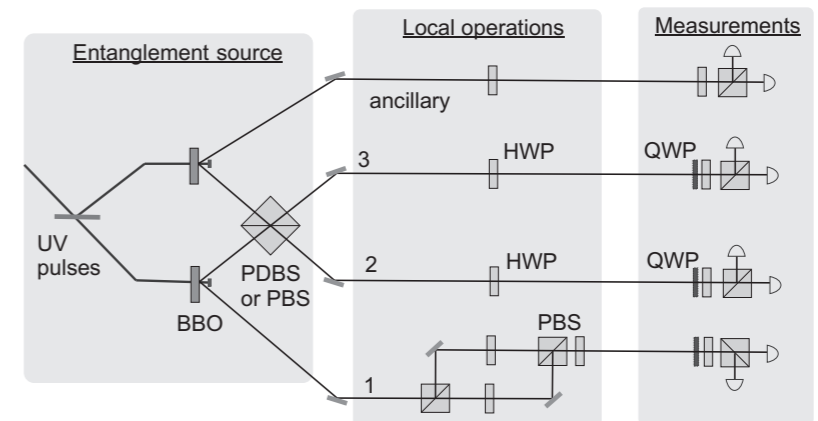 Entanglement source
Local operations
Measurements
ancillary
3
HWP
QWP
UV
pulses
PDBS
or PBS
2
HWP
QWP
BBO
PBS
1